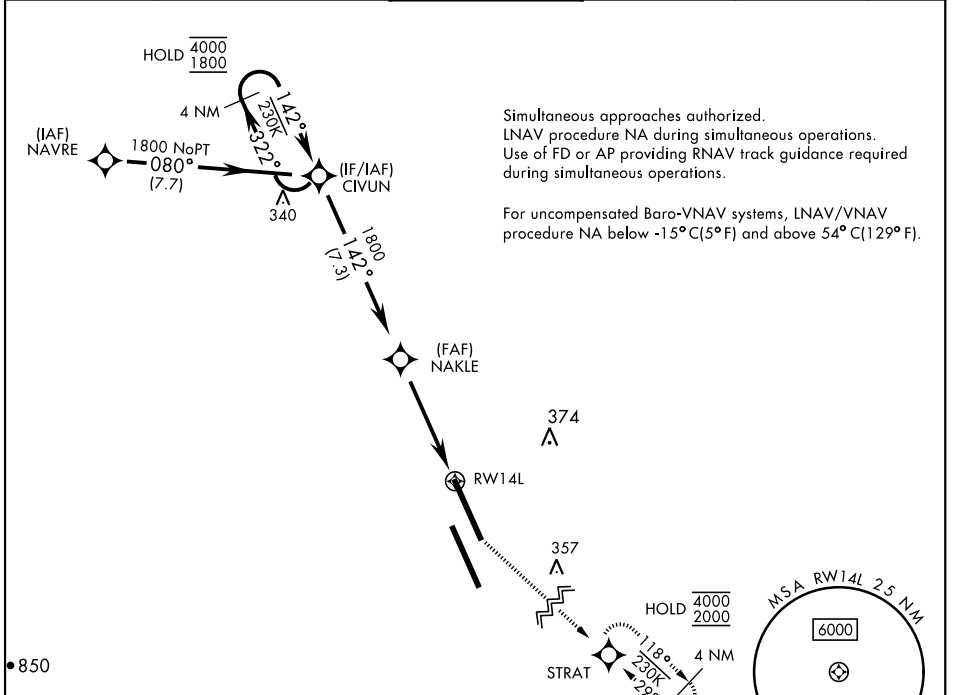 HOLD 4000
1800
4 NM
142°
230K
322°
(IAF)
NAVRE
1800 NoPT
080°
(7.7)
(IF/IAF)
CIVUN
340
1800
142°
(7.3)
Simultaneous approaches authorized.
LNAV procedure NA during simultaneous operations.
Use of FD or AP providing RNAV track guidance required
during simultaneous operations.
For uncompensated Baro-VNAV systems, LNAV/VNAV
procedure NA below -15°C(5°F) and above 54°C(129°F).
(FAF)
NAKLE
374
RW14L
357
HOLD 4000
2000
118°
230K
4 NM
STRAT
MSA RW14L 25 NM
6000
850